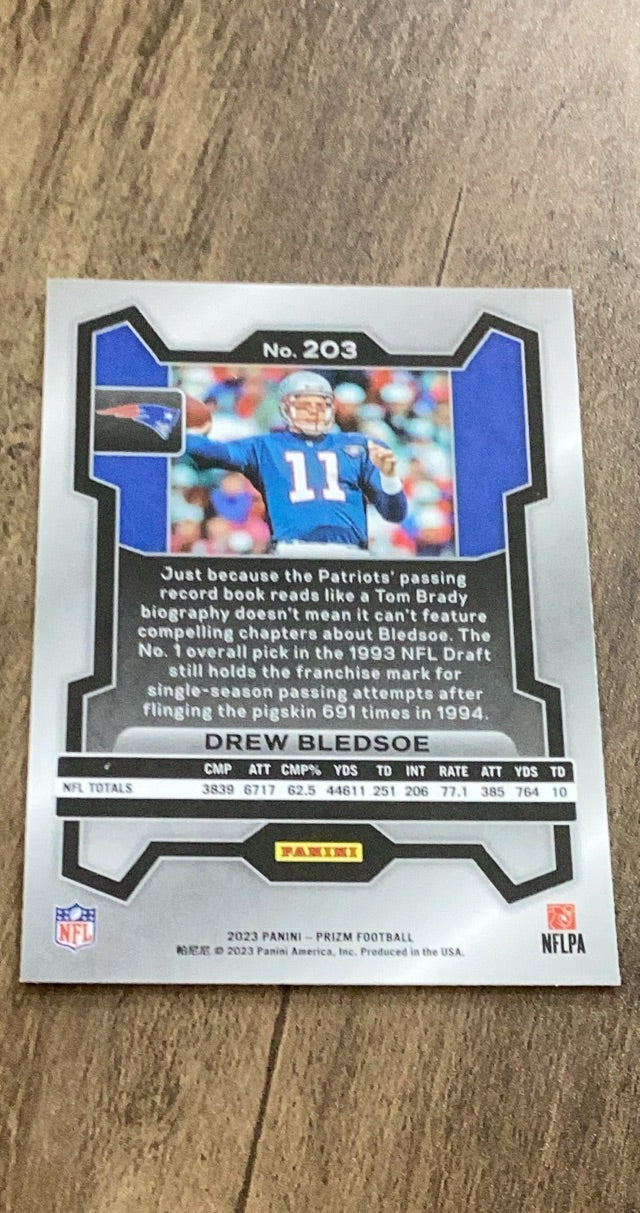 No. 203
11
Just because the Patriots' passing
record book reads like a Tom Brady
biography doesn't mean it can't feature
compelling chapters about Bledsoe. The
No. 1 overall pick in the 1993 NFL Draft
still holds the franchise mark for
single-season passing attempts after
flinging the pigskin 691 times in 1994.
DREW BLEDSOE
CMP ATT CMP% YDS TD INT RATE ATT YDS TD
NFL TOTALS 3839 6717 62.5 44611 251 206 77.1 385 764 10
PANINI
NFL
NFLPA
2023 PANINI – PRIZM FOOTBALL
帕尼尼 © 2023 Panini America, Inc. Produced in the USA.